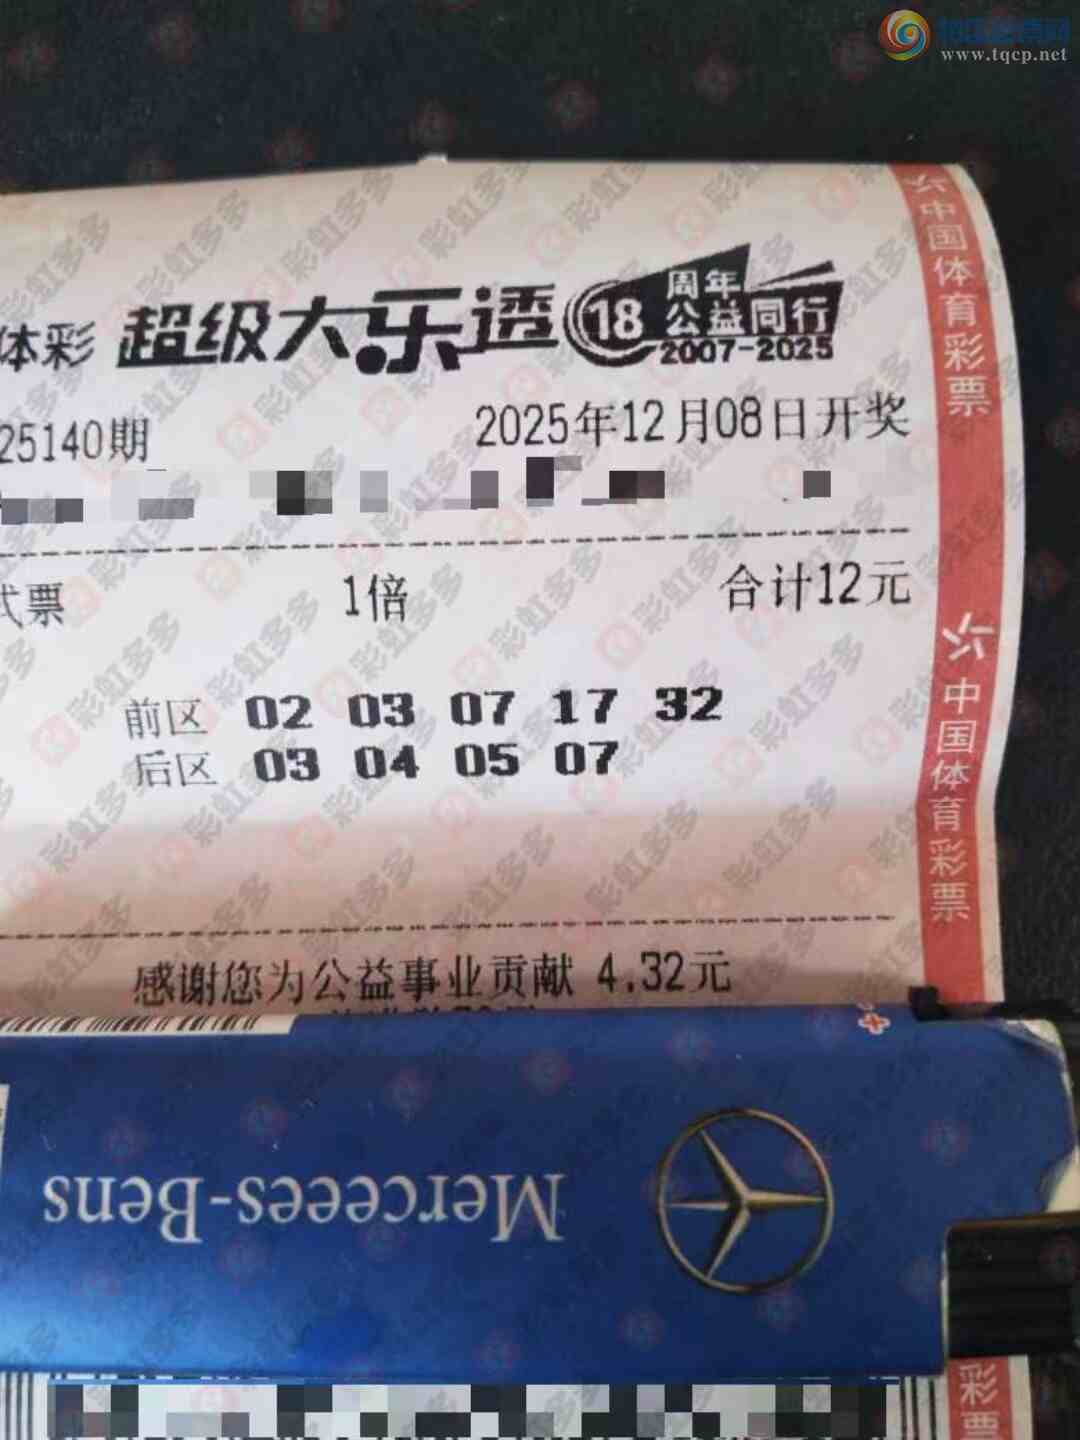 www.tqcp.net
中国体育彩票
体彩 超级大乐透 18 周年 公益同行 2007-2025
25140期 2025年12月08日开奖
式票 1倍 合计12元
前区 02 03 07 17 32
后区 03 04 05 07
中国体育彩票
感谢您为公益事业贡献 4.32元
Merceees-Bens
彩票
彩虹多多